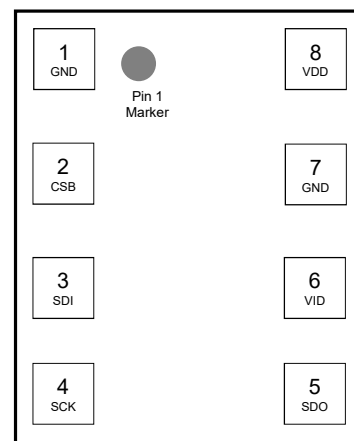 1
GND
8
VDD
Pin 1
Marker
2
CSB
7
GND
3
SDI
6
VID
4
SCK
5
SDO